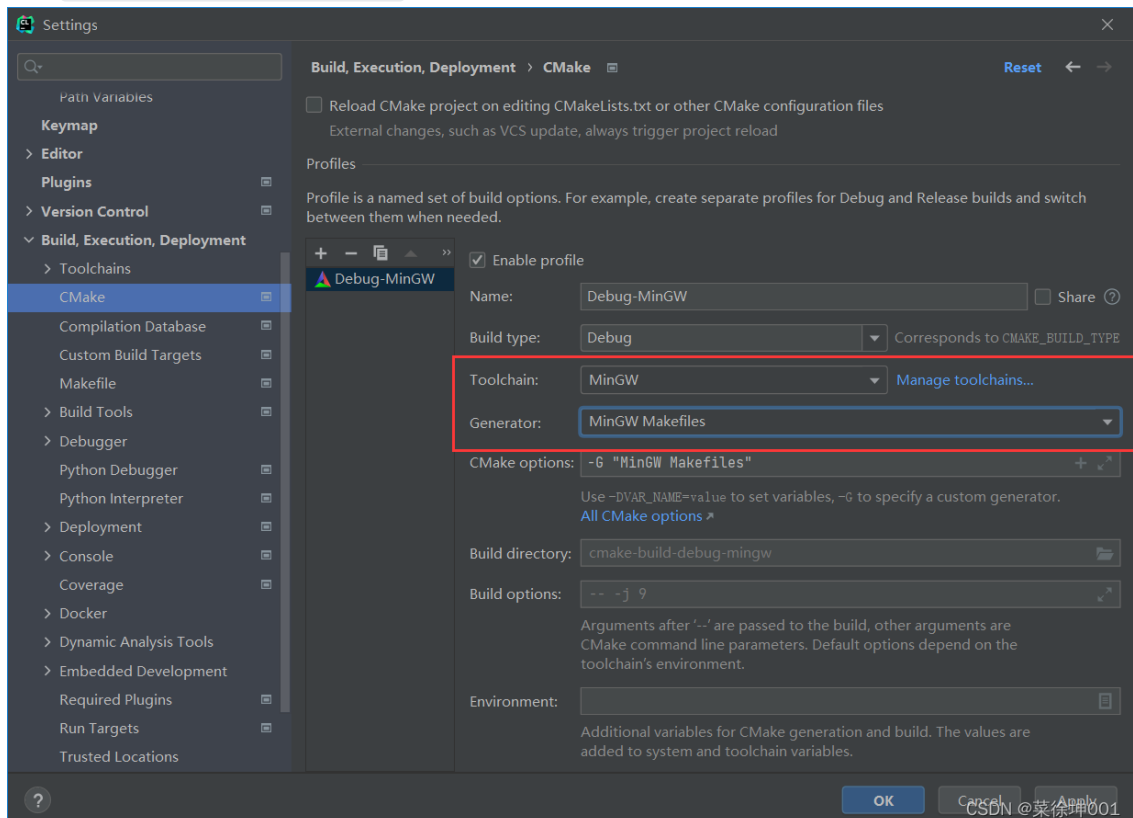 Settings
Build, Execution, Deployment › CMake
Reset
Path Variables
Keymap
Editor
Plugins
Version Control
Build, Execution, Deployment
Toolchains
CMake
Compilation Database
Custom Build Targets
Makefile
Build Tools
Debugger
Python Debugger
Python Interpreter
Deployment
Console
Coverage
Docker
Dynamic Analysis Tools
Embedded Development
Required Plugins
Run Targets
Trusted Locations
Reload CMake project on editing CMakeLists.txt or other CMake configuration files
External changes, such as VCS update, always trigger project reload
Profiles
Profile is a named set of build options. For example, create separate profiles for Debug and Release builds and switch
between them when needed.
Debug-MinGW
Enable profile
Name: Debug-MinGW Share
Build type: Debug Corresponds to CMAKE_BUILD_TYPE
Toolchain: MinGW Manage toolchains...
Generator: MinGW Makefiles
CMake options: -G "MinGW Makefiles"
Use -DVAR_NAME=value to set variables, -G to specify a custom generator.
All CMake options
Build directory: cmake-build-debug-mingw
Build options: -- -j 9
Arguments after '--' are passed to the build, other arguments are
CMake command line parameters. Default options depend on the
toolchain's environment.
Environment:
Additional variables for CMake generation and build. The values are
added to system and toolchain variables.
OK Cancel Apply
CSDN @菜徐坤001